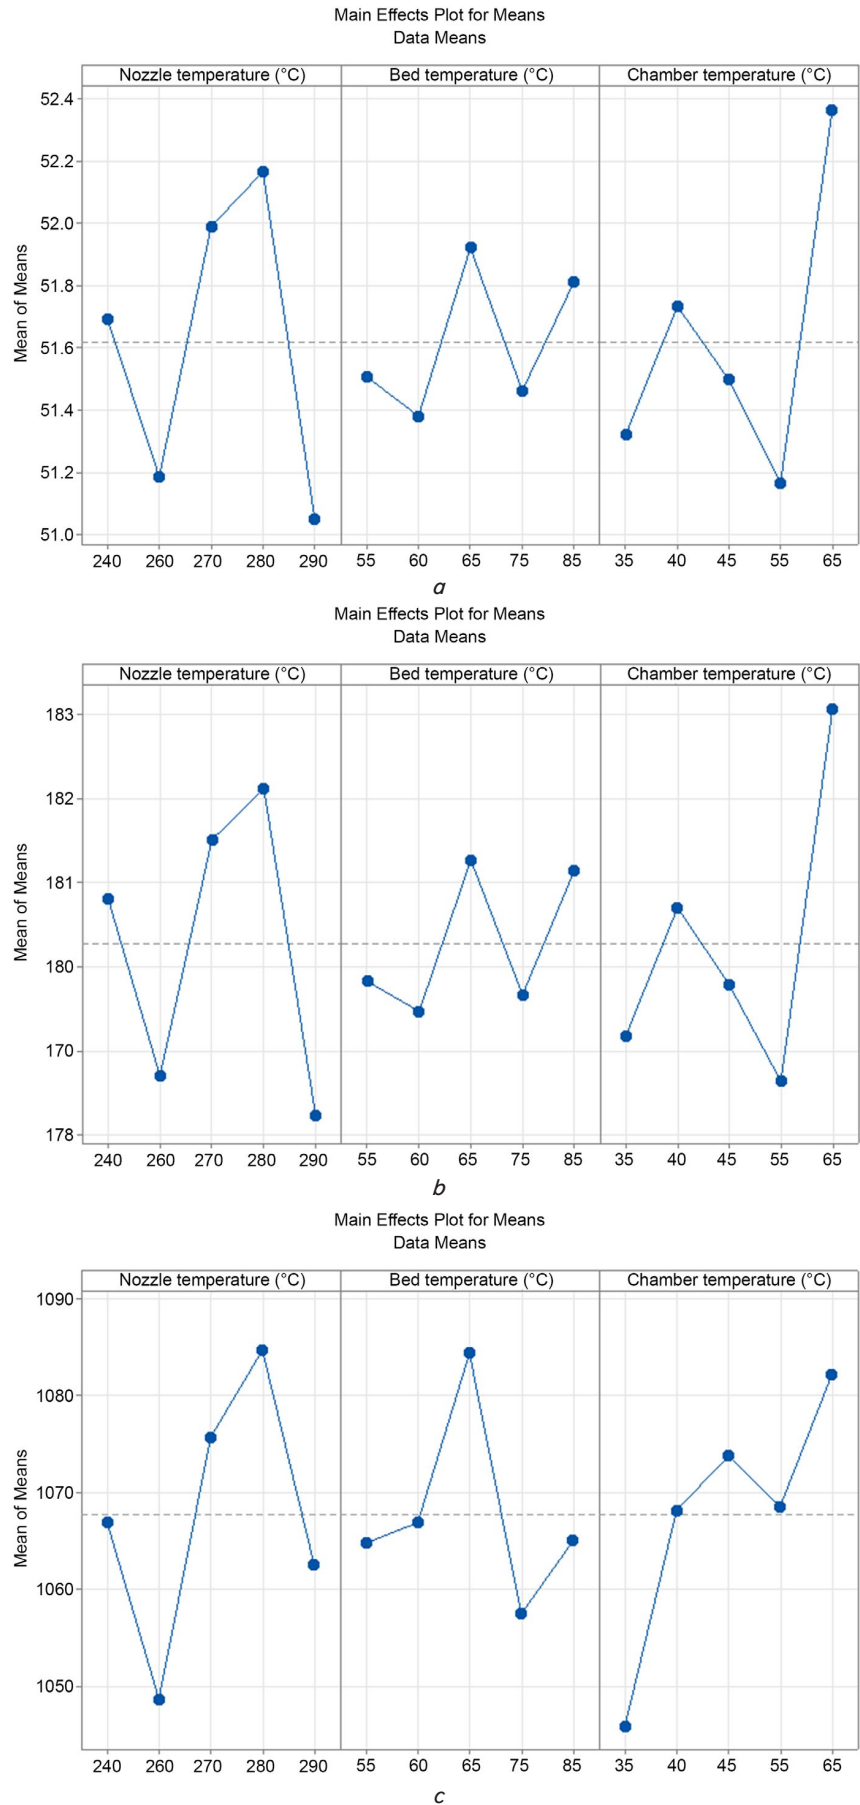 Main Effects Plot for Means
Data Means
Nozzle temperature (°C) Bed temperature (°C) Chamber temperature (°C)
52.4
52.2
52.0
51.8
51.6
51.4
51.2
51.0
Mean of Means
240 260 270 280 290 55 60 65 75 85 35 40 45 55 65
a
Main Effects Plot for Means
Data Means
Nozzle temperature (°C) Bed temperature (°C) Chamber temperature (°C)
183
182
181
180
170
178
Mean of Means
240 260 270 280 290 55 60 65 75 85 35 40 45 55 65
b
Main Effects Plot for Means
Data Means
Nozzle temperature (°C) Bed temperature (°C) Chamber temperature (°C)
1090
1080
1070
1060
1050
Mean of Means
240 260 270 280 290 55 60 65 75 85 35 40 45 55 65
c